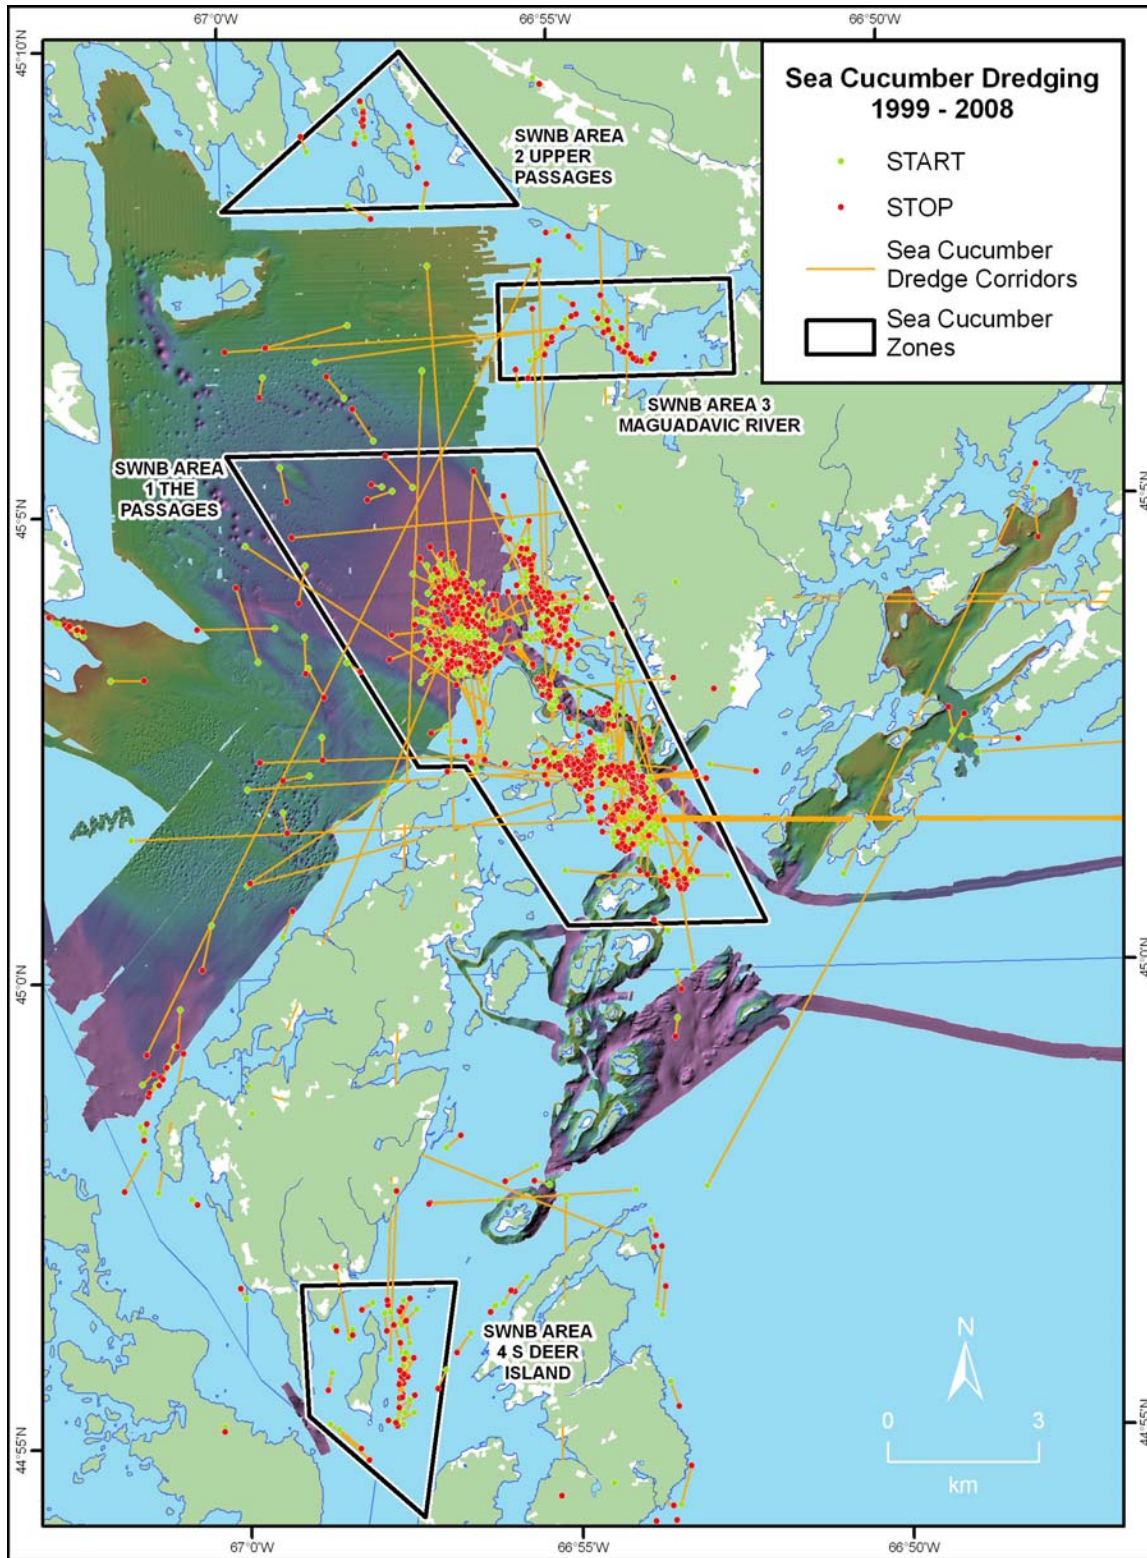 67°0'W
66°55'W
66°50'W
45°10'N
Sea Cucumber Dredging
1999 - 2008
START
STOP
Sea Cucumber
Dredge Corridors
Sea Cucumber
Zones
SWNB AREA
2 UPPER
PASSAGES
SWNB AREA 3
MAGUADAVIC RIVER
SWNB AREA
1 THE
PASSAGES
45°5'N
45°5'N
ANYA
45°0'N
45°0'N
SWNB AREA
4 S DEER
ISLAND
N
0
3
km
44°55'N
44°55'N
67°0'W
66°55'W
66°50'W